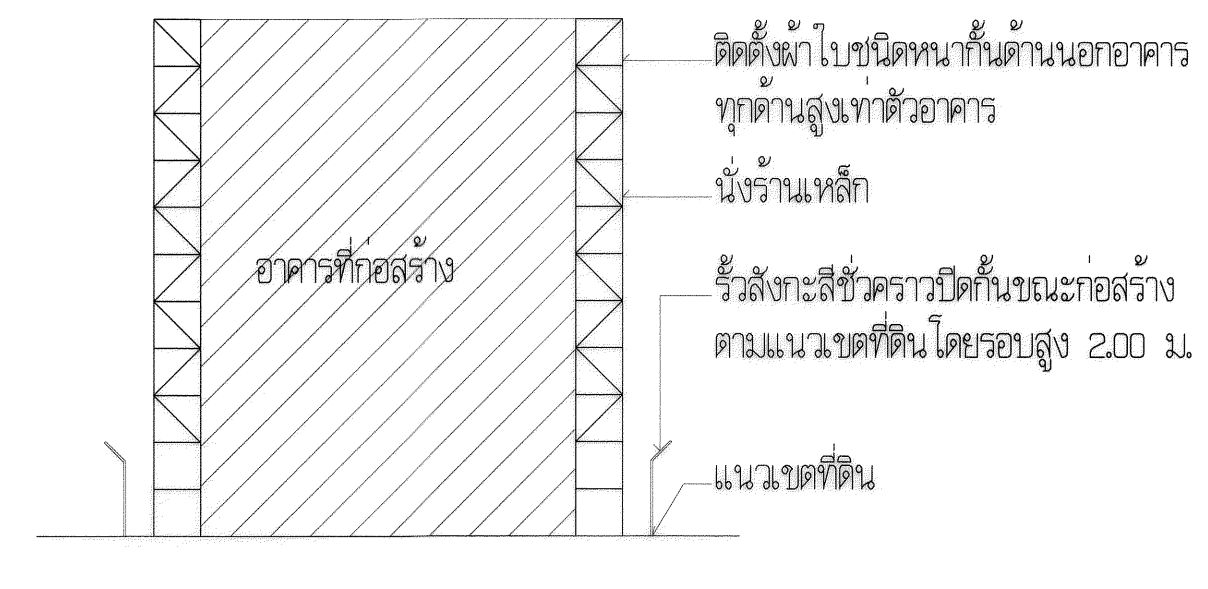 ติดตั้งผ้าใบชนิดหนากั้นด้านนอกอาคาร
ทุกด้านสูงเท่าตัวอาคาร
นั่งร้านเหล็ก
อาคารที่ก่อสร้าง
รั้วสังกะสีชั่วคราวปิดกั้นขณะก่อสร้าง
ตามแนวเขตที่ดินโดยรอบสูง 2.00 ม.
แนวเขตที่ดิน